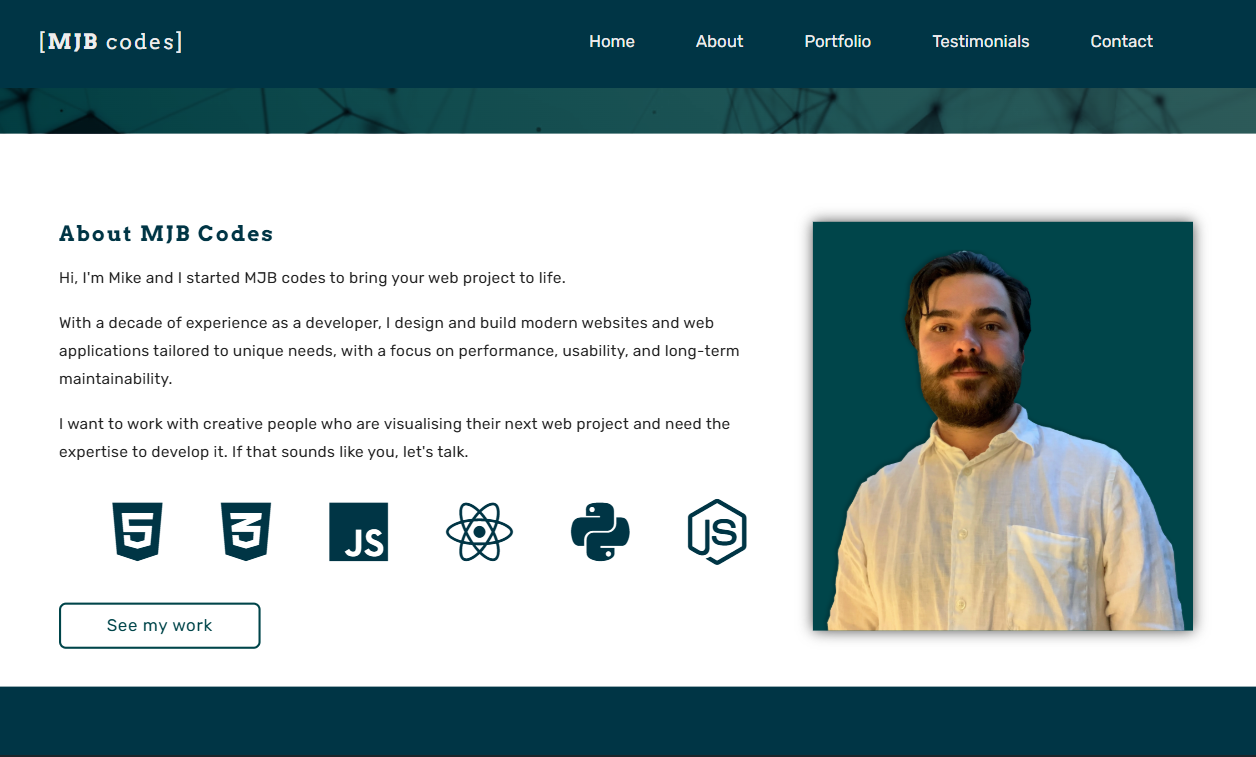 [MJB codes]
Home About Portfolio Testimonials Contact
About MJB Codes
Hi, I'm Mike and I started MJB codes to bring your web project to life.
With a decade of experience as a developer, I design and build modern websites and web
applications tailored to unique needs, with a focus on performance, usability, and long-term
maintainability.
I want to work with creative people who are visualising their next web project and need the
expertise to develop it. If that sounds like you, let's talk.
5 3 JS JS
See my work